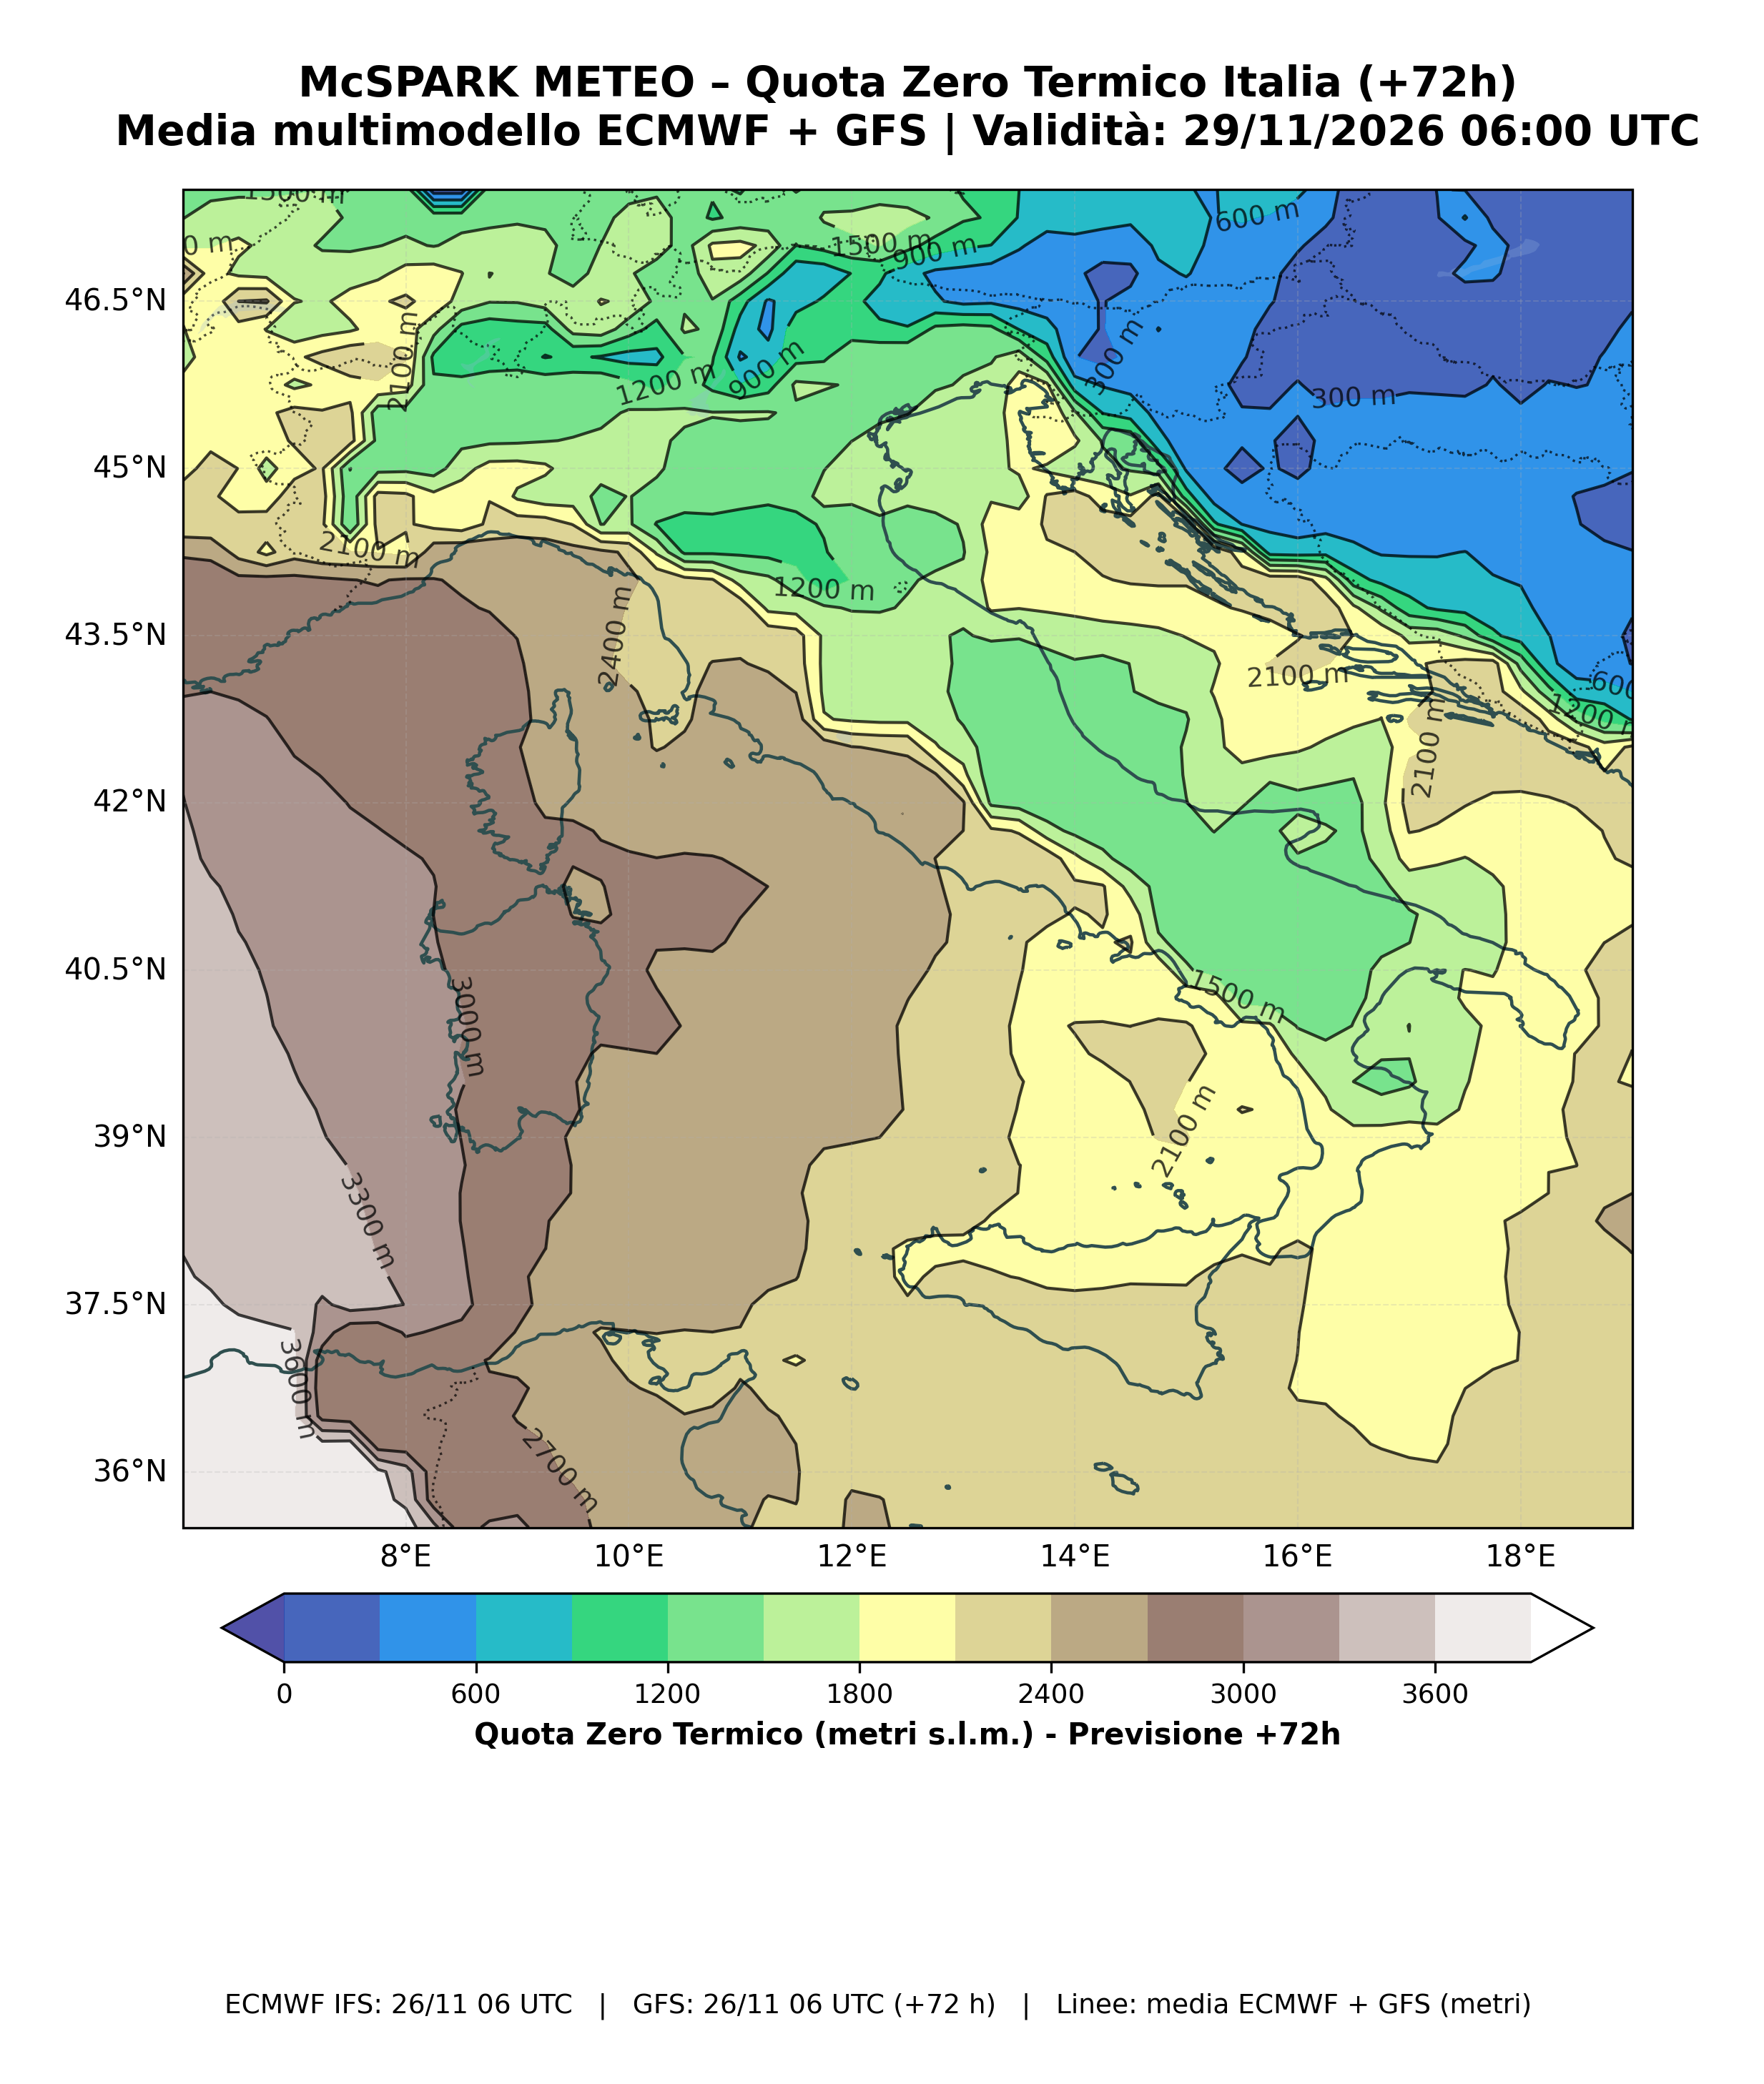 McSPARK METEO – Quota Zero Termico Italia (+72h)
Media multimodello ECMWF + GFS | Validità: 29/11/2026 06:00 UTC
1500 m
0 m
1500 m
900 m
600 m
46.5°N
2100 m
1200 m
900 m
300 m
300 m
45°N
2100 m
1200 m
43.5°N
2400 m
2100 m
600
1200 m
2100 m
42°N
40.5°N
3000 m
1500 m
39°N
2100 m
3300 m
37.5°N
3600 m
2700 m
36°N
8°E 10°E 12°E 14°E 16°E 18°E
0 600 1200 1800 2400 3000 3600
Quota Zero Termico (metri s.l.m.) - Previsione +72h
ECMWF IFS: 26/11 06 UTC | GFS: 26/11 06 UTC (+72 h) | Linee: media ECMWF + GFS (metri)